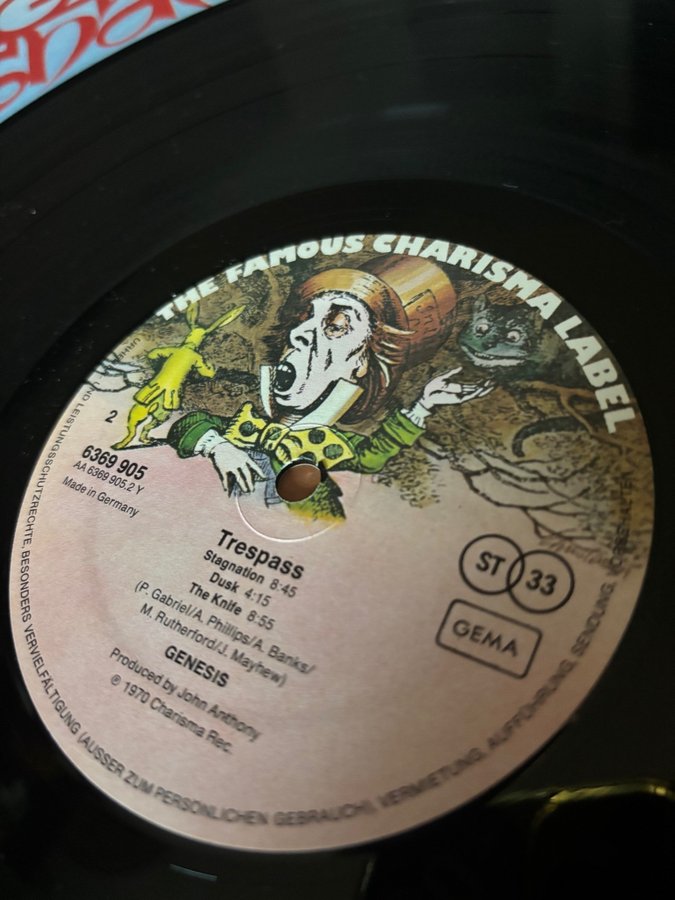 THE FAMOUS CHARISMA LABEL
2
6369 905
AA 6369 905.2 Y
Made in Germany
Trespass
Stagnation 8:45
Dusk 4:15
The Knife 8:55
(P. Gabriel/A. Phillips/A. Banks/
M. Rutherford/J. Mayhew)
GENESIS
Produced by John Anthony
℗ 1970 Charisma Rec.
ST 33
GEMA
UND LEISTUNGSSCHUTZRECHTE, BESONDERS VERVIELFÄLTIGUNG (AUSSER ZUM PERSÖNLICHEN GEBRAUCH), VERMIETUNG, AUFFÜHRUNG, SENDUNG,